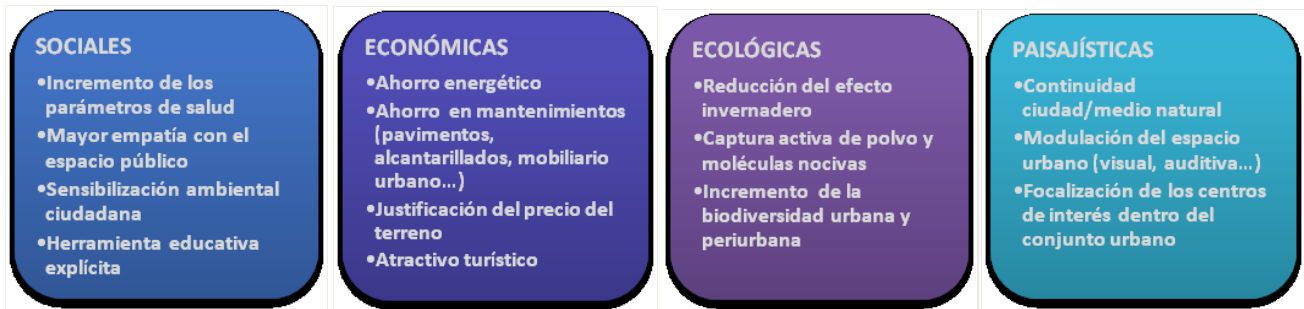 SOCIALES
•Incremento de los
parámetros de salud
•Mayor empatía con el
espacio público
•Sensibilización ambiental
ciudadana
•Herramienta educativa
explícita
ECONÓMICAS
•Ahorro energético
•Ahorro en mantenimientos
(pavimentos,
alcantarillados, mobiliario
urbano...)
•Justificación del precio del
terreno
•Atractivo turístico
ECOLÓGICAS
•Reducción del efecto
invernadero
•Captura activa de polvo y
moléculas nocivas
•Incremento de la
biodiversidad urbana y
periurbana
PAISAJÍSTICAS
•Continuidad
ciudad/medio natural
•Modulación del espacio
urbano (visual, auditiva...)
•Focalización de los centros
de interés dentro del
conjunto urbano